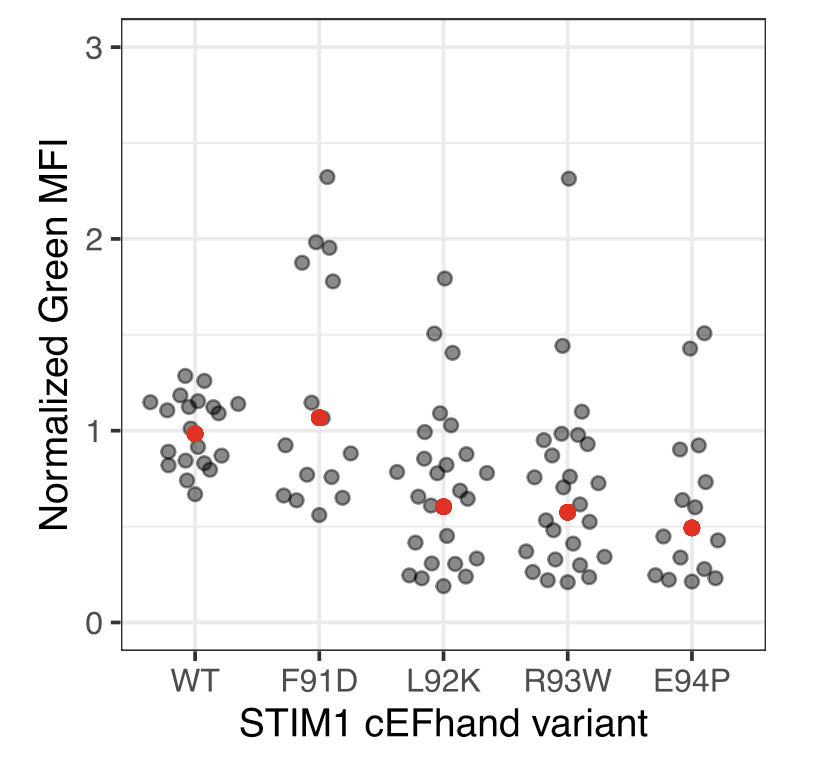 3
2
1
0
Normalized Green MFI
WT F91D L92K R93W E94P
STIM1 cEFhand variant